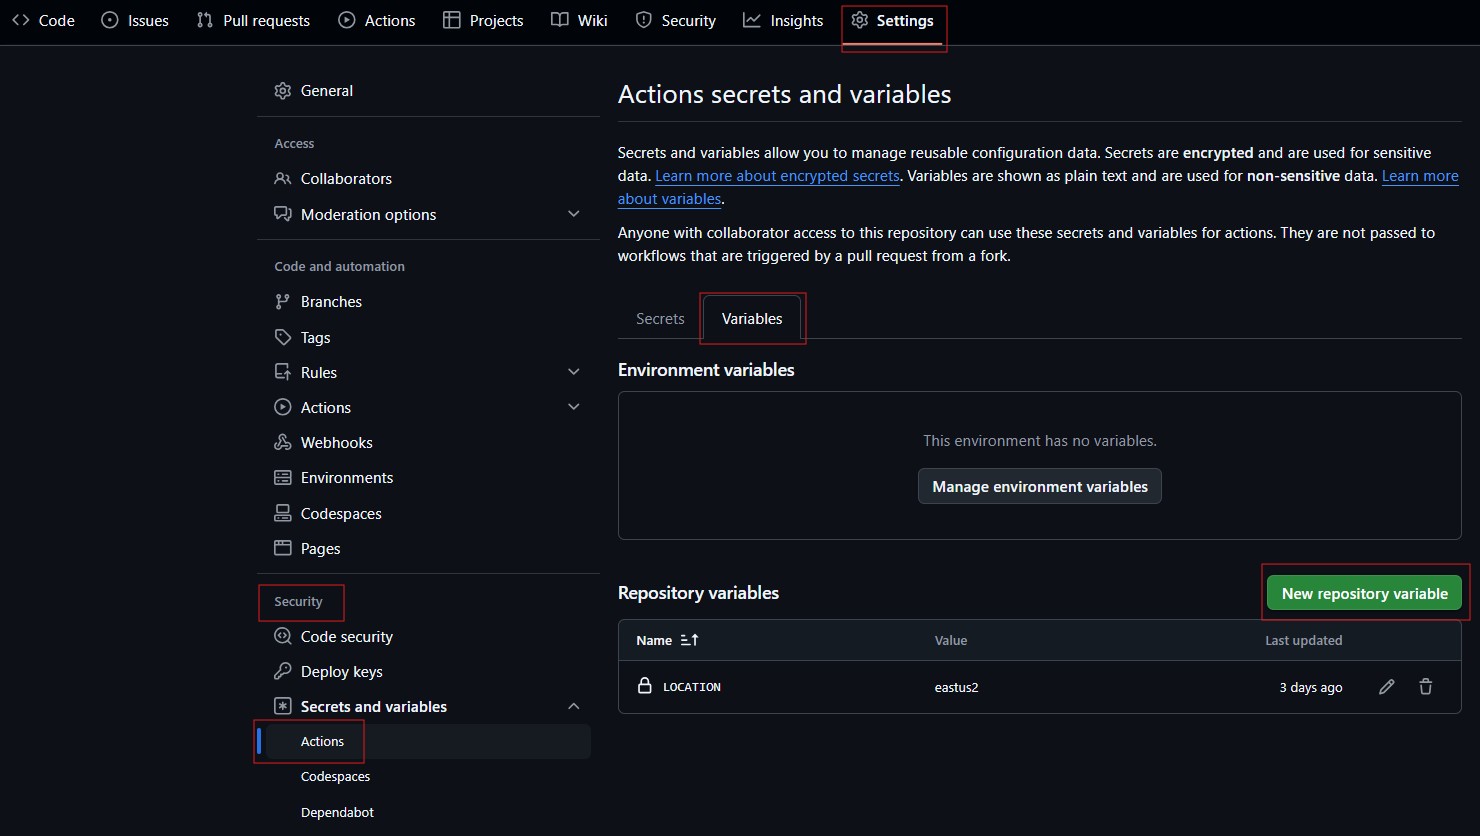 Code Issues Pull requests Actions Projects Wiki Security Insights Settings
General
Access
Collaborators
Moderation options
Code and automation
Branches
Tags
Rules
Actions
Webhooks
Environments
Codespaces
Pages
Security
Code security
Deploy keys
Secrets and variables
Actions
Codespaces
Dependabot
Actions secrets and variables
Secrets and variables allow you to manage reusable configuration data. Secrets are encrypted and are used for sensitive
data. Learn more about encrypted secrets. Variables are shown as plain text and are used for non-sensitive data. Learn more
about variables.
Anyone with collaborator access to this repository can use these secrets and variables for actions. They are not passed to
workflows that are triggered by a pull request from a fork.
Secrets Variables
Environment variables
This environment has no variables.
Manage environment variables
Repository variables New repository variable
Name Value Last updated
LOCATION eastus2 3 days ago